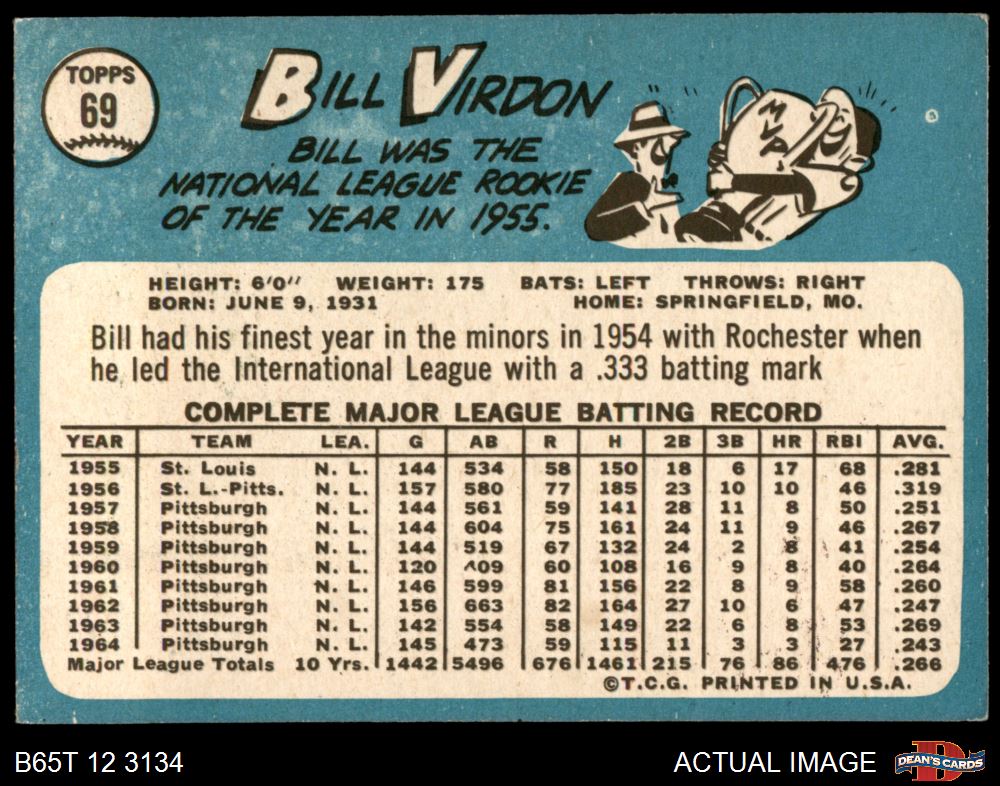 TOPPS
69
BILL VIRDON
BILL WAS THE
NATIONAL LEAGUE ROOKIE
OF THE YEAR IN 1955.
MVP
HEIGHT: 6'0" WEIGHT: 175 BATS: LEFT THROWS: RIGHT
BORN: JUNE 9, 1931 HOME: SPRINGFIELD, MO.
Bill had his finest year in the minors in 1954 with Rochester when
he led the International League with a .333 batting mark
COMPLETE MAJOR LEAGUE BATTING RECORD
YEAR TEAM LEA. G AB R H 2B 3B HR RBI AVG.
1955 St. Louis N. L. 144 534 58 150 18 6 17 68 .281
1956 St. L.-Pitts. N. L. 157 580 77 185 23 10 10 46 .319
1957 Pittsburgh N. L. 144 561 59 141 28 11 8 50 .251
1958 Pittsburgh N. L. 144 604 75 161 24 11 9 46 .267
1959 Pittsburgh N. L. 144 519 67 132 24 2 8 41 .254
1960 Pittsburgh N. L. 120 409 60 108 16 9 8 40 .264
1961 Pittsburgh N. L. 146 599 81 156 22 8 9 58 .260
1962 Pittsburgh N. L. 156 663 82 164 27 10 6 47 .247
1963 Pittsburgh N. L. 142 554 58 149 22 6 8 53 .269
1964 Pittsburgh N. L. 145 473 59 115 11 3 3 27 .243
Major League Totals 10 Yrs. 1442 5496 676 1461 215 76 86 476 .266
©T.C.G. PRINTED IN U.S.A.
B65T 12 3134 ACTUAL IMAGE DEAN'S CARDS